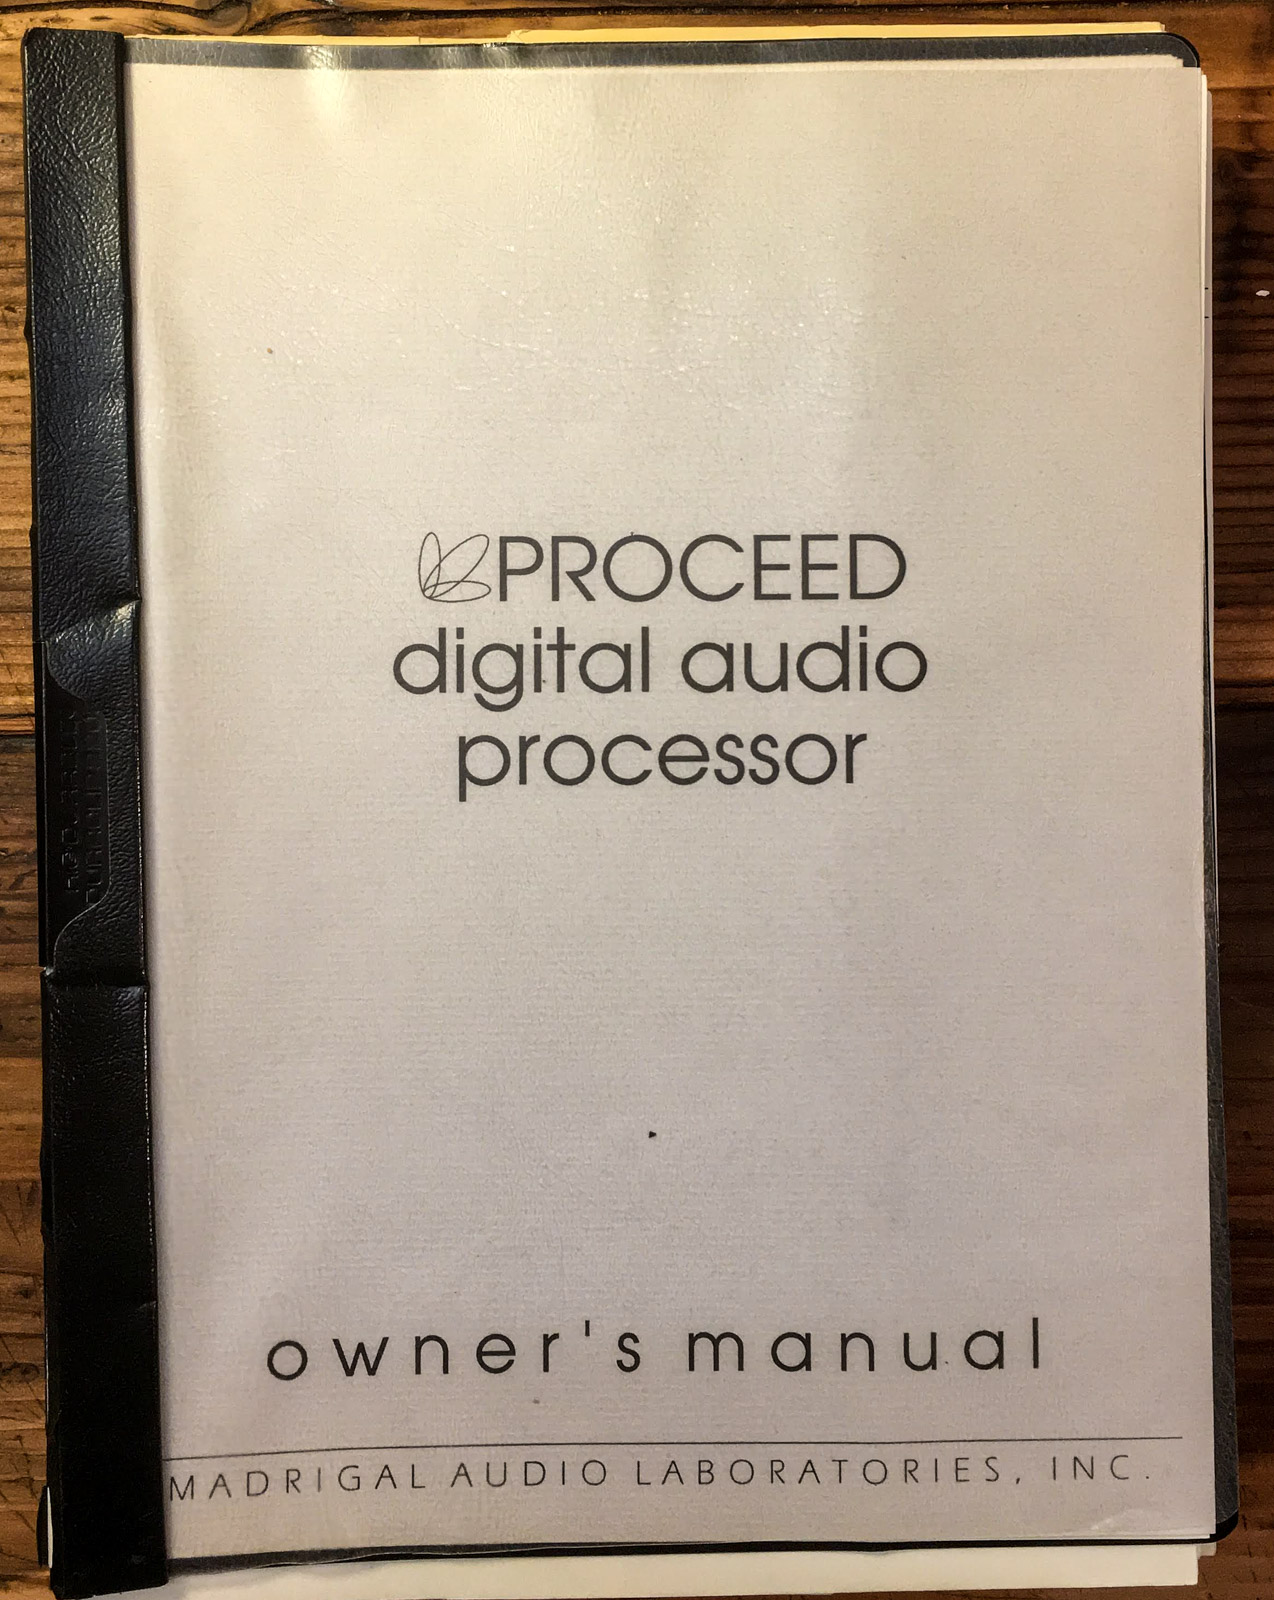 PROCEED
digital audio
processor
owner's manual
MADRIGAL AUDIO LABORATORIES, INC.